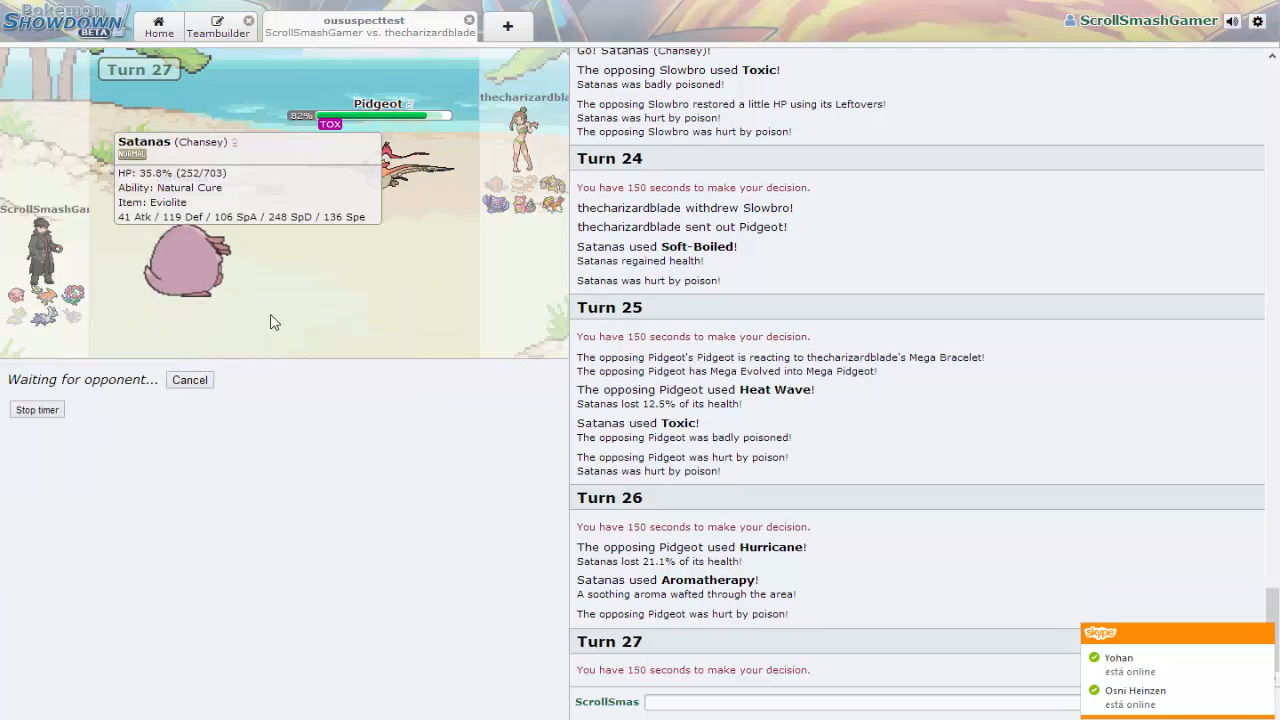 Pokémon
SHOWDOWN!
BETA
Home
Teambuilder
oususpecttest
ScrollSmashGamer vs. thecharizardblade
+
ScrollSmashGamer
Turn 27
Pidgeot
82%
TOX
thecharizardbla
Satanas (Chansey)
NORMAL
HP: 35.8% (252/703)
Ability: Natural Cure
Item: Eviolite
41 Atk / 119 Def / 106 SpA / 248 SpD / 136 Spe
ScrollSmashGar
Waiting for opponent... Cancel
Stop timer
Go! Satanas (Chansey)!
The opposing Slowbro used Toxic!
Satanas was badly poisoned!
The opposing Slowbro restored a little HP using its Leftovers!
Satanas was hurt by poison!
The opposing Slowbro was hurt by poison!
Turn 24
You have 150 seconds to make your decision.
thecharizardblade withdrew Slowbro!
thecharizardblade sent out Pidgeot!
Satanas used Soft-Boiled!
Satanas regained health!
Satanas was hurt by poison!
Turn 25
You have 150 seconds to make your decision.
The opposing Pidgeot's Pidgeot is reacting to thecharizardblade's Mega Bracelet!
The opposing Pidgeot has Mega Evolved into Mega Pidgeot!
The opposing Pidgeot used Heat Wave!
Satanas lost 12.5% of its health!
Satanas used Toxic!
The opposing Pidgeot was badly poisoned!
The opposing Pidgeot was hurt by poison!
Satanas was hurt by poison!
Turn 26
You have 150 seconds to make your decision.
The opposing Pidgeot used Hurricane!
Satanas lost 21.1% of its health!
Satanas used Aromatherapy!
A soothing aroma wafted through the area!
The opposing Pidgeot was hurt by poison!
Turn 27
You have 150 seconds to make your decision.
ScrollSmas
skype
Yohan
está online
Osni Heinzen
está online